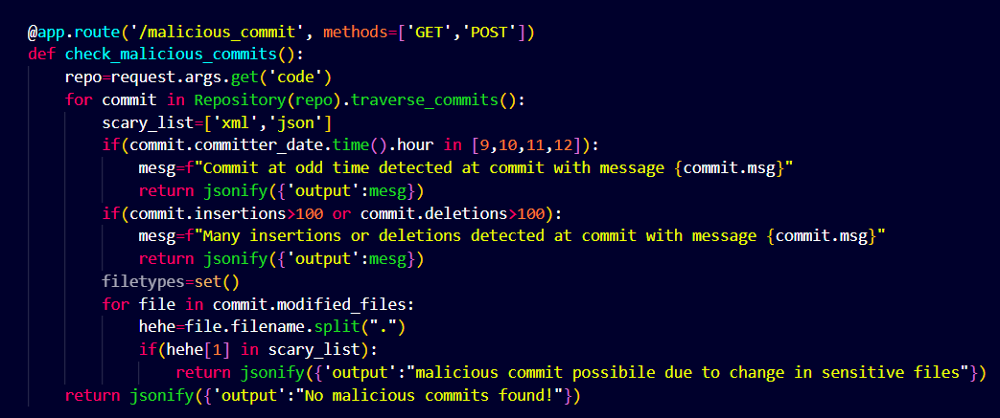 @app.route('/malicious_commit', methods=['GET','POST'])
def check_malicious_commits():
    repo=request.args.get('code')
    for commit in Repository(repo).traverse_commits():
        scary_list=['xml','json']
        if(commit.committer_date.time().hour in [9,10,11,12]):
            mesg=f"Commit at odd time detected at commit with message {commit.msg}"
            return jsonify({'output':mesg})
        if(commit.insertions>100 or commit.deletions>100):
            mesg=f"Many insertions or deletions detected at commit with message {commit.msg}"
            return jsonify({'output':mesg})
        filetypes=set()
        for file in commit.modified_files:
            hehe=file.filename.split(".")
            if(hehe[1] in scary_list):
                return jsonify({'output':"malicious commit possibile due to change in sensitive files"})
    return jsonify({'output':"No malicious commits found!"})